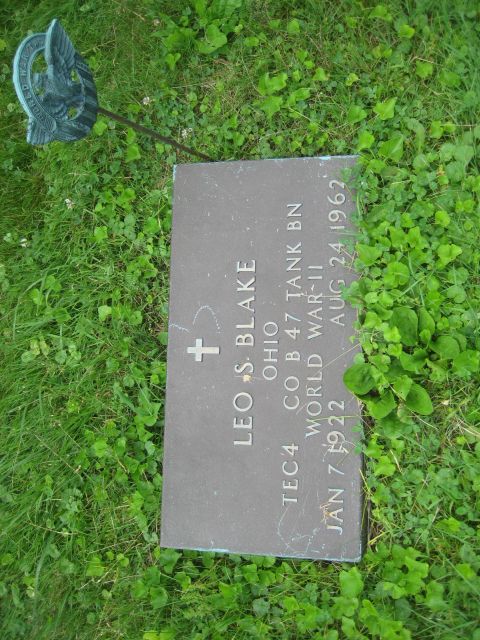 LEO S BLAKE
OHIO
TEC4 CO B 47 TANK BN
WORLD WAR II
JAN 7 1922 AUG 24 1962